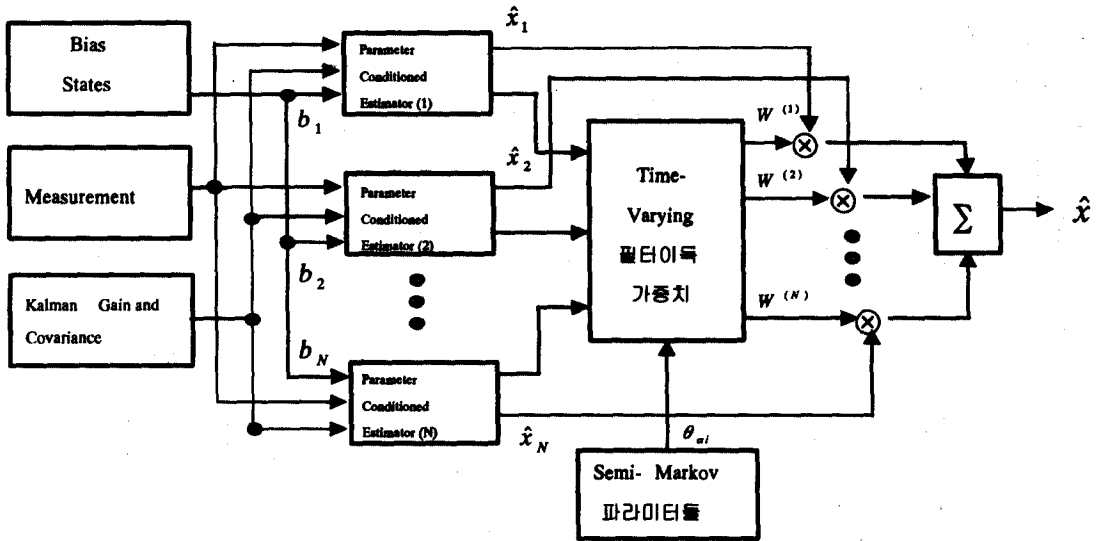 Bias
States
Measurement
Kalman Gain and
Covariance
b₁
b₂
b_N
Parameter
Conditioned
Estimator (1)
x̂₁
Parameter
Conditioned
Estimator (2)
x̂₂
Parameter
Conditioned
Estimator (N)
x̂_N
Time-
Varying
필터이득
가중치
Semi- Markov
파라미터들
W ⁽¹⁾
W ⁽²⁾
W ⁽ᴺ⁾
Σ
x̂